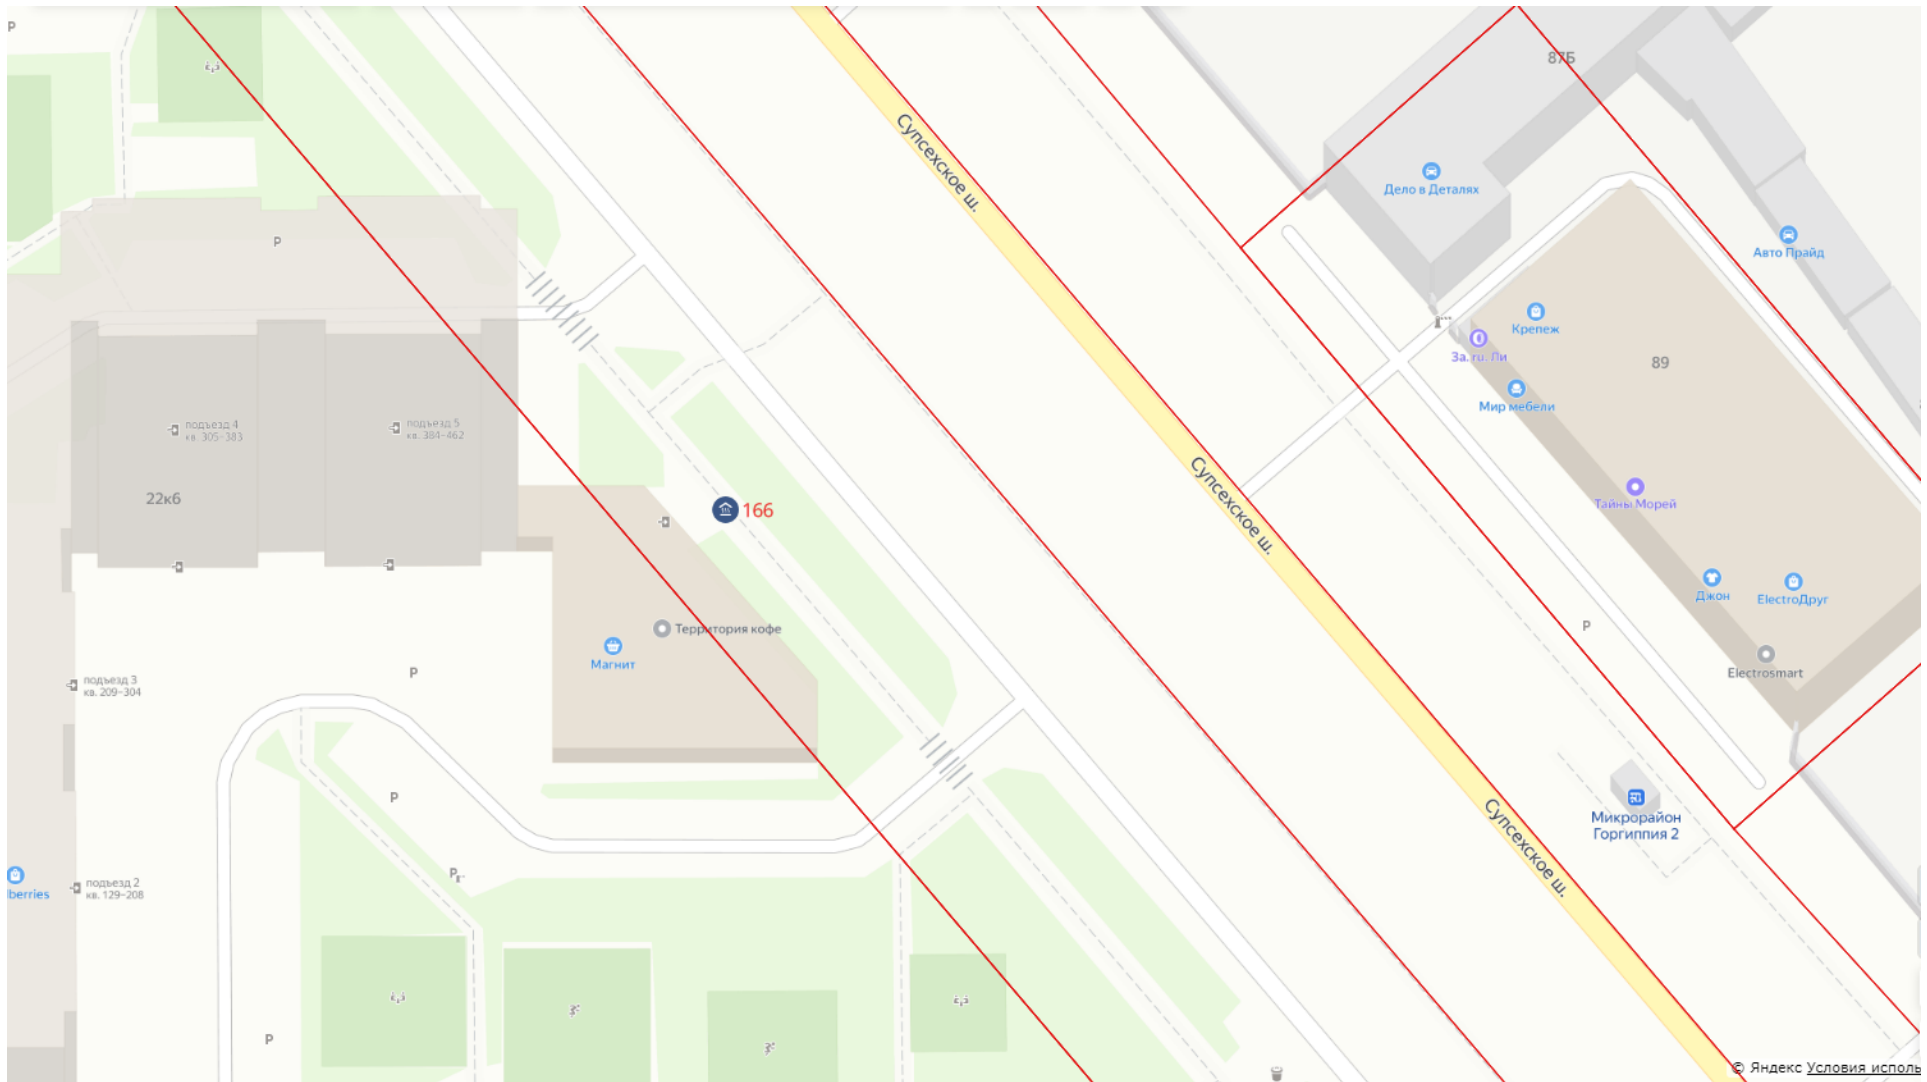 P
87Б
Супсехское ш.
Дело в Деталях
P
Авто Прайд
Крепеж
За. ru. Ли
89
Мир мебели
подъезд 4
кв. 305–383
подъезд 5
кв. 384–462
22к6
166
Супсехское ш.
Тайны Морей
Джон
ElectroДруг
P
Территория кофе
Магнит
P
Electrosmart
подъезд 3
кв. 209–304
P
Микрорайон
Горгиппия 2
Супсехское ш.
P
lberries
подъезд 2
кв. 129–208
P
© Яндекс Условия исполь